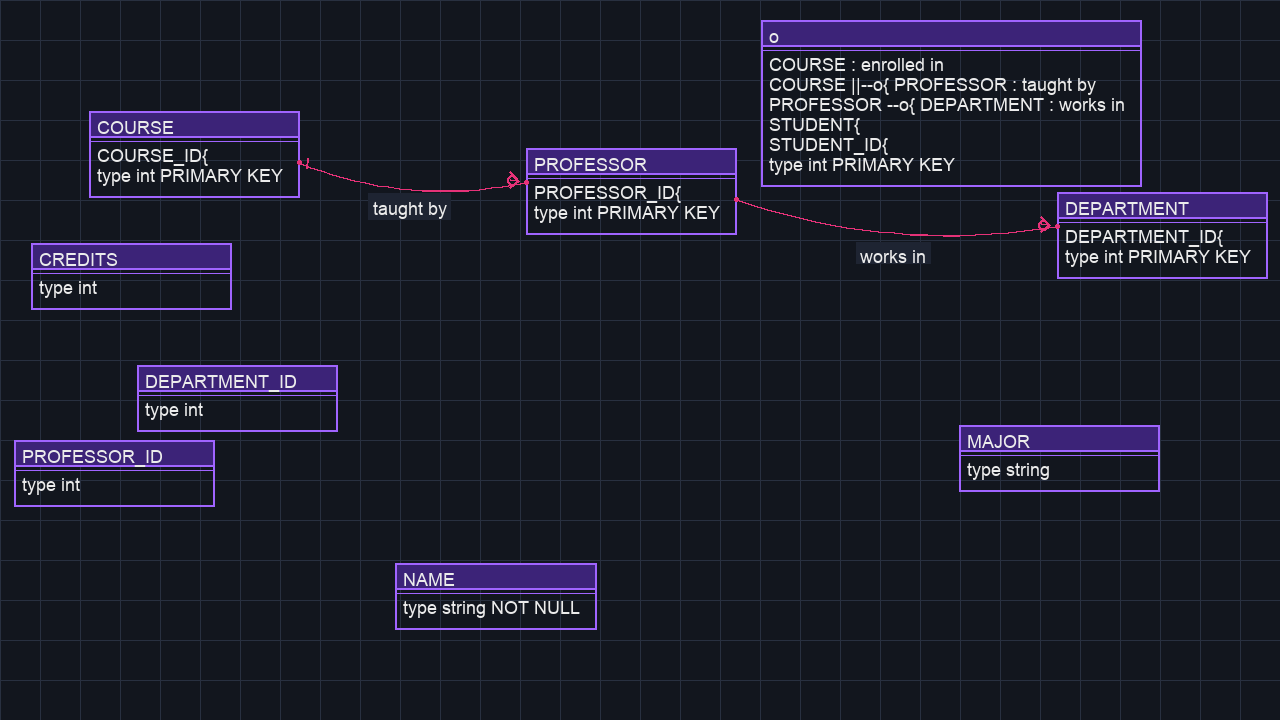 o
COURSE : enrolled in
COURSE ||--o{ PROFESSOR : taught by
PROFESSOR --o{ DEPARTMENT : works in
STUDENT{
STUDENT_ID{
type int PRIMARY KEY
COURSE
COURSE_ID{
type int PRIMARY KEY
PROFESSOR
PROFESSOR_ID{
type int PRIMARY KEY
taught by
DEPARTMENT
DEPARTMENT_ID{
type int PRIMARY KEY
works in
CREDITS
type int
DEPARTMENT_ID
type int
PROFESSOR_ID
type int
MAJOR
type string
NAME
type string NOT NULL